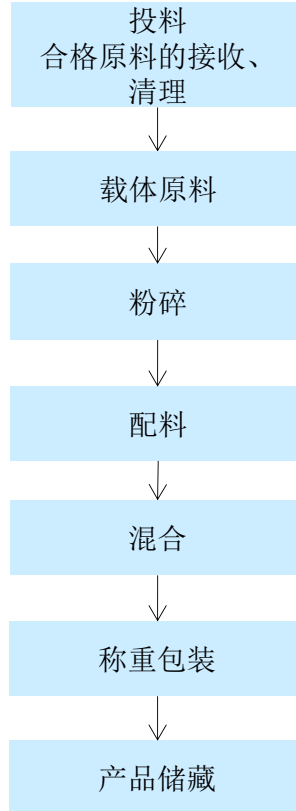 投料
合格原料的接收、
清理
载体原料
粉碎
配料
混合
称重包装
产品储藏